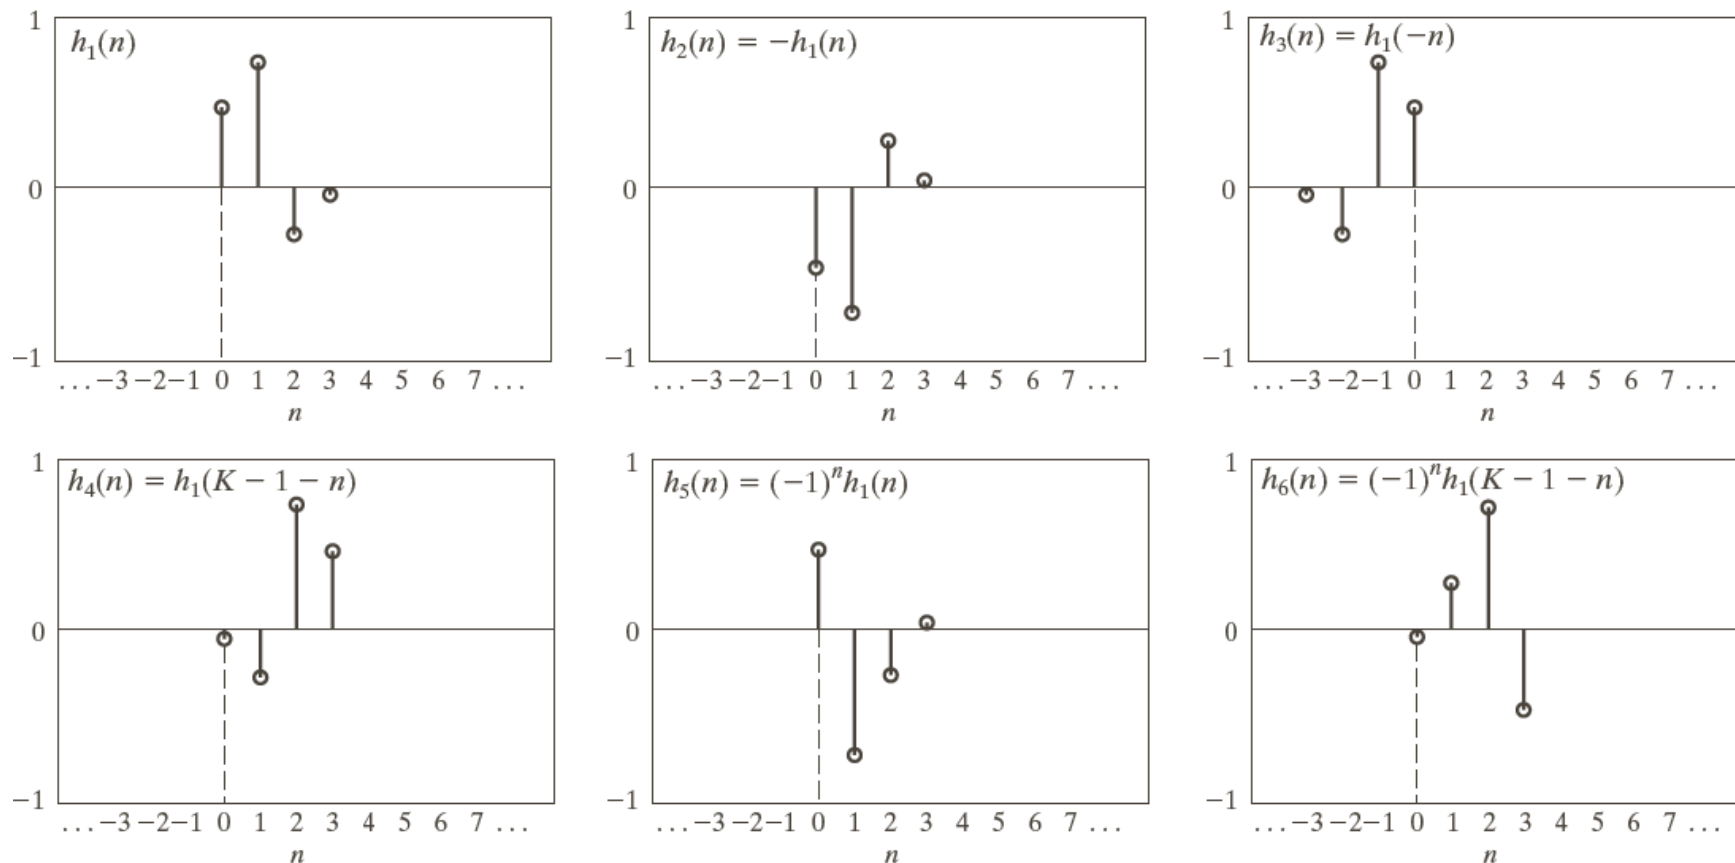 1
h₁(n)
0
−1
. . . −3 −2 −1 0 1 2 3 4 5 6 7 . . .
n
1
h₂(n) = −h₁(n)
0
−1
. . . −3 −2 −1 0 1 2 3 4 5 6 7 . . .
n
1
h₃(n) = h₁(−n)
0
−1
. . . −3 −2 −1 0 1 2 3 4 5 6 7 . . .
n
1
h₄(n) = h₁(K − 1 − n)
0
−1
. . . −3 −2 −1 0 1 2 3 4 5 6 7 . . .
n
1
h₅(n) = (−1)ⁿh₁(n)
0
−1
. . . −3 −2 −1 0 1 2 3 4 5 6 7 . . .
n
1
h₆(n) = (−1)ⁿh₁(K − 1 − n)
0
−1
. . . −3 −2 −1 0 1 2 3 4 5 6 7 . . .
n